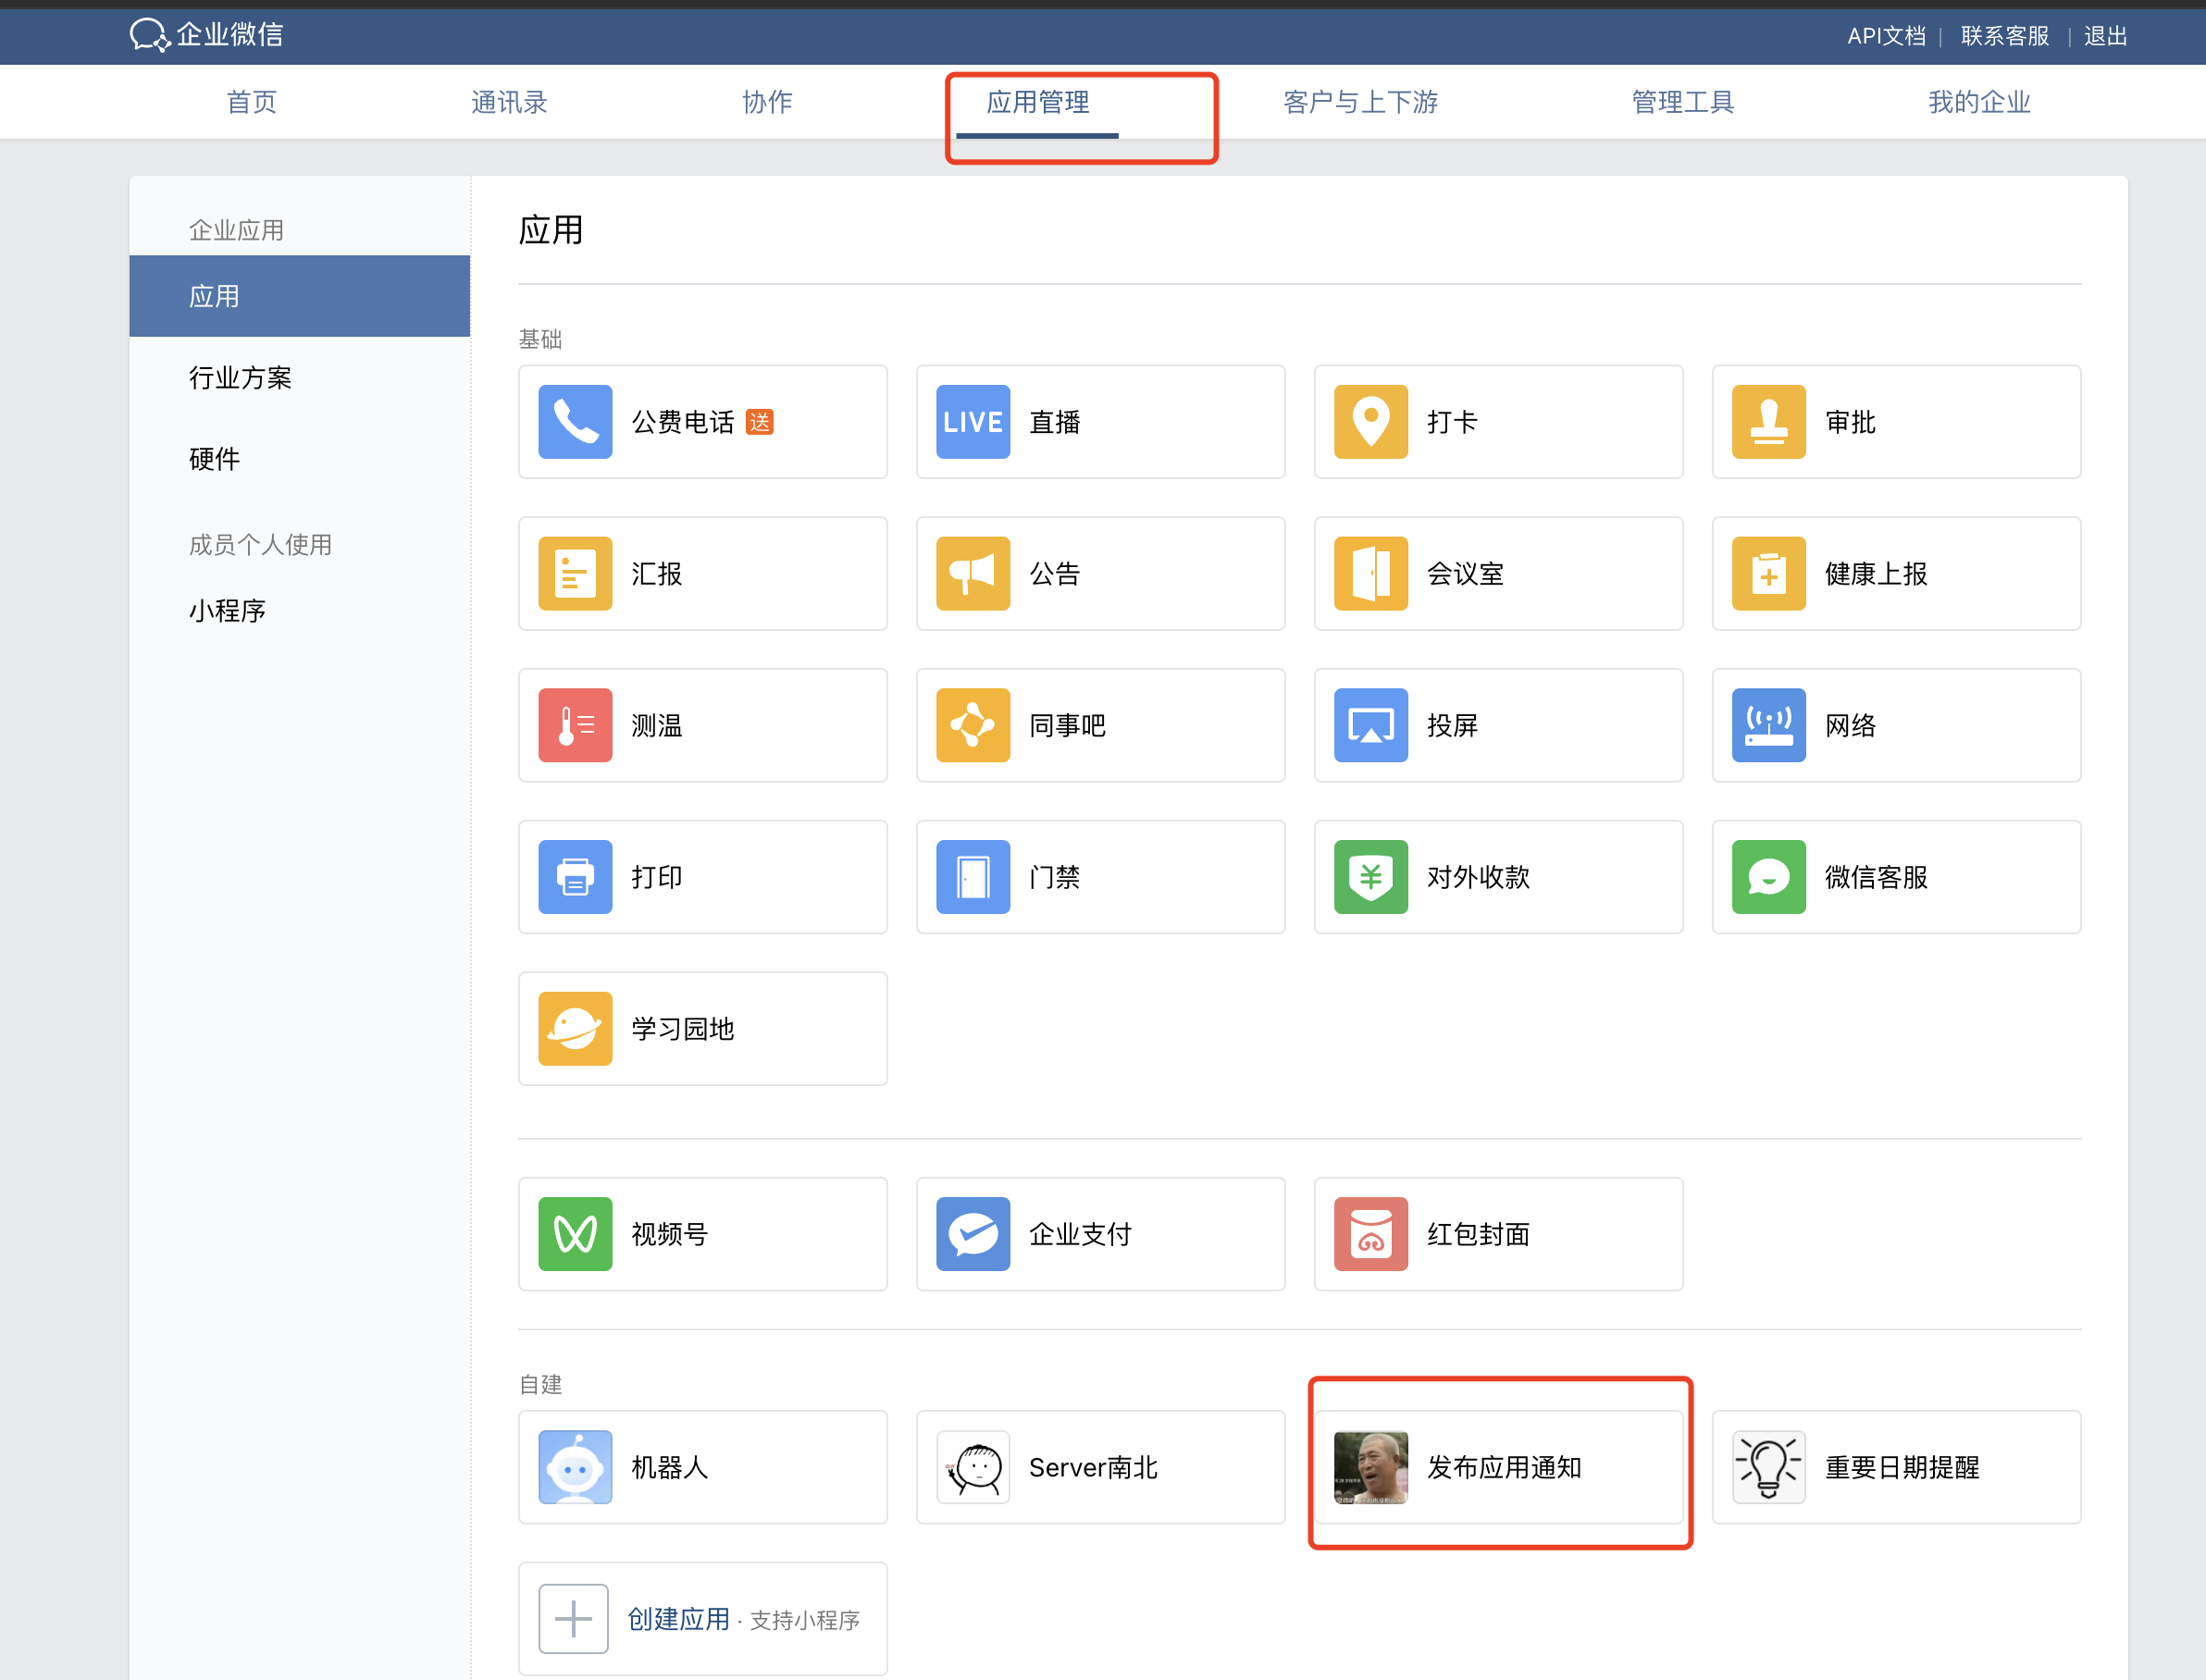 企业微信
API文档 | 联系客服 | 退出
首页 通讯录 协作 应用管理 客户与上下游 管理工具 我的企业
企业应用
应用
行业方案
硬件
成员个人使用
小程序
应用
基础
公费电话 送
LIVE 直播
打卡
审批
汇报
公告
会议室
健康上报
测温
同事吧
投屏
网络
打印
门禁
对外收款
微信客服
学习园地
视频号
企业支付
红包封面
自建
机器人
Server南北
发布应用通知
重要日期提醒
创建应用 · 支持小程序